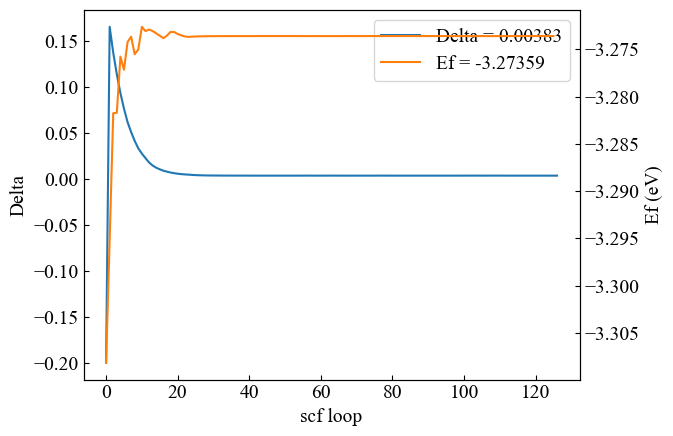 Delta = 0.00383
Ef = -3.27359
0.15
0.10
0.05
0.00
−0.05
−0.10
−0.15
−0.20
Delta
−3.275
−3.280
−3.285
−3.290
−3.295
−3.300
−3.305
Ef (eV)
0 20 40 60 80 100 120
scf loop